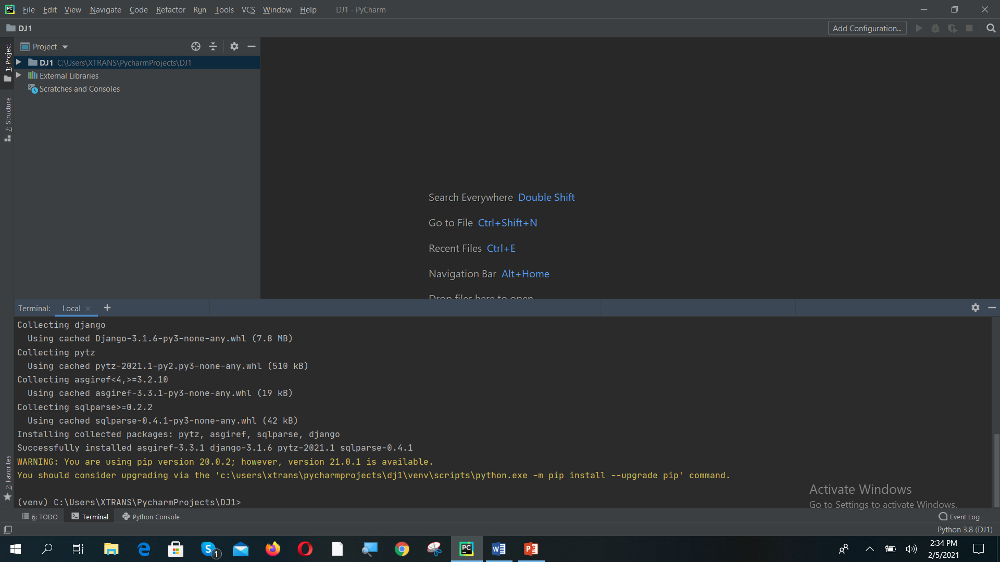 File Edit View Navigate Code Refactor Run Tools VCS Window Help DJ1 - PyCharm
DJ1 Add Configuration...
1: Project
Project
DJ1 C:\Users\XTRANS\PycharmProjects\DJ1
External Libraries
Scratches and Consoles
7: Structure
Search Everywhere Double Shift
Go to File Ctrl+Shift+N
Recent Files Ctrl+E
Navigation Bar Alt+Home
Drop files here to open
Terminal: Local
Collecting django
Using cached Django-3.1.6-py3-none-any.whl (7.8 MB)
Collecting pytz
Using cached pytz-2021.1-py2.py3-none-any.whl (510 kB)
Collecting asgiref<4,>=3.2.10
Using cached asgiref-3.3.1-py3-none-any.whl (19 kB)
Collecting sqlparse>=0.2.2
Using cached sqlparse-0.4.1-py3-none-any.whl (42 kB)
Installing collected packages: pytz, asgiref, sqlparse, django
Successfully installed asgiref-3.3.1 django-3.1.6 pytz-2021.1 sqlparse-0.4.1
WARNING: You are using pip version 20.0.2; however, version 21.0.1 is available.
You should consider upgrading via the 'c:\users\xtrans\pycharmprojects\dj1\venv\scripts\python.exe -m pip install --upgrade pip' command.
2: Favorites
Activate Windows
Go to Settings to activate Windows.
(venv) C:\Users\XTRANS\PycharmProjects\DJ1>
6: TODO Terminal Python Console Event Log
Python 3.8 (DJ1)
1
2:34 PM
2/5/2021